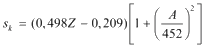 s_k = (0,498Z − 0,209)[1 + (A/452)^2]